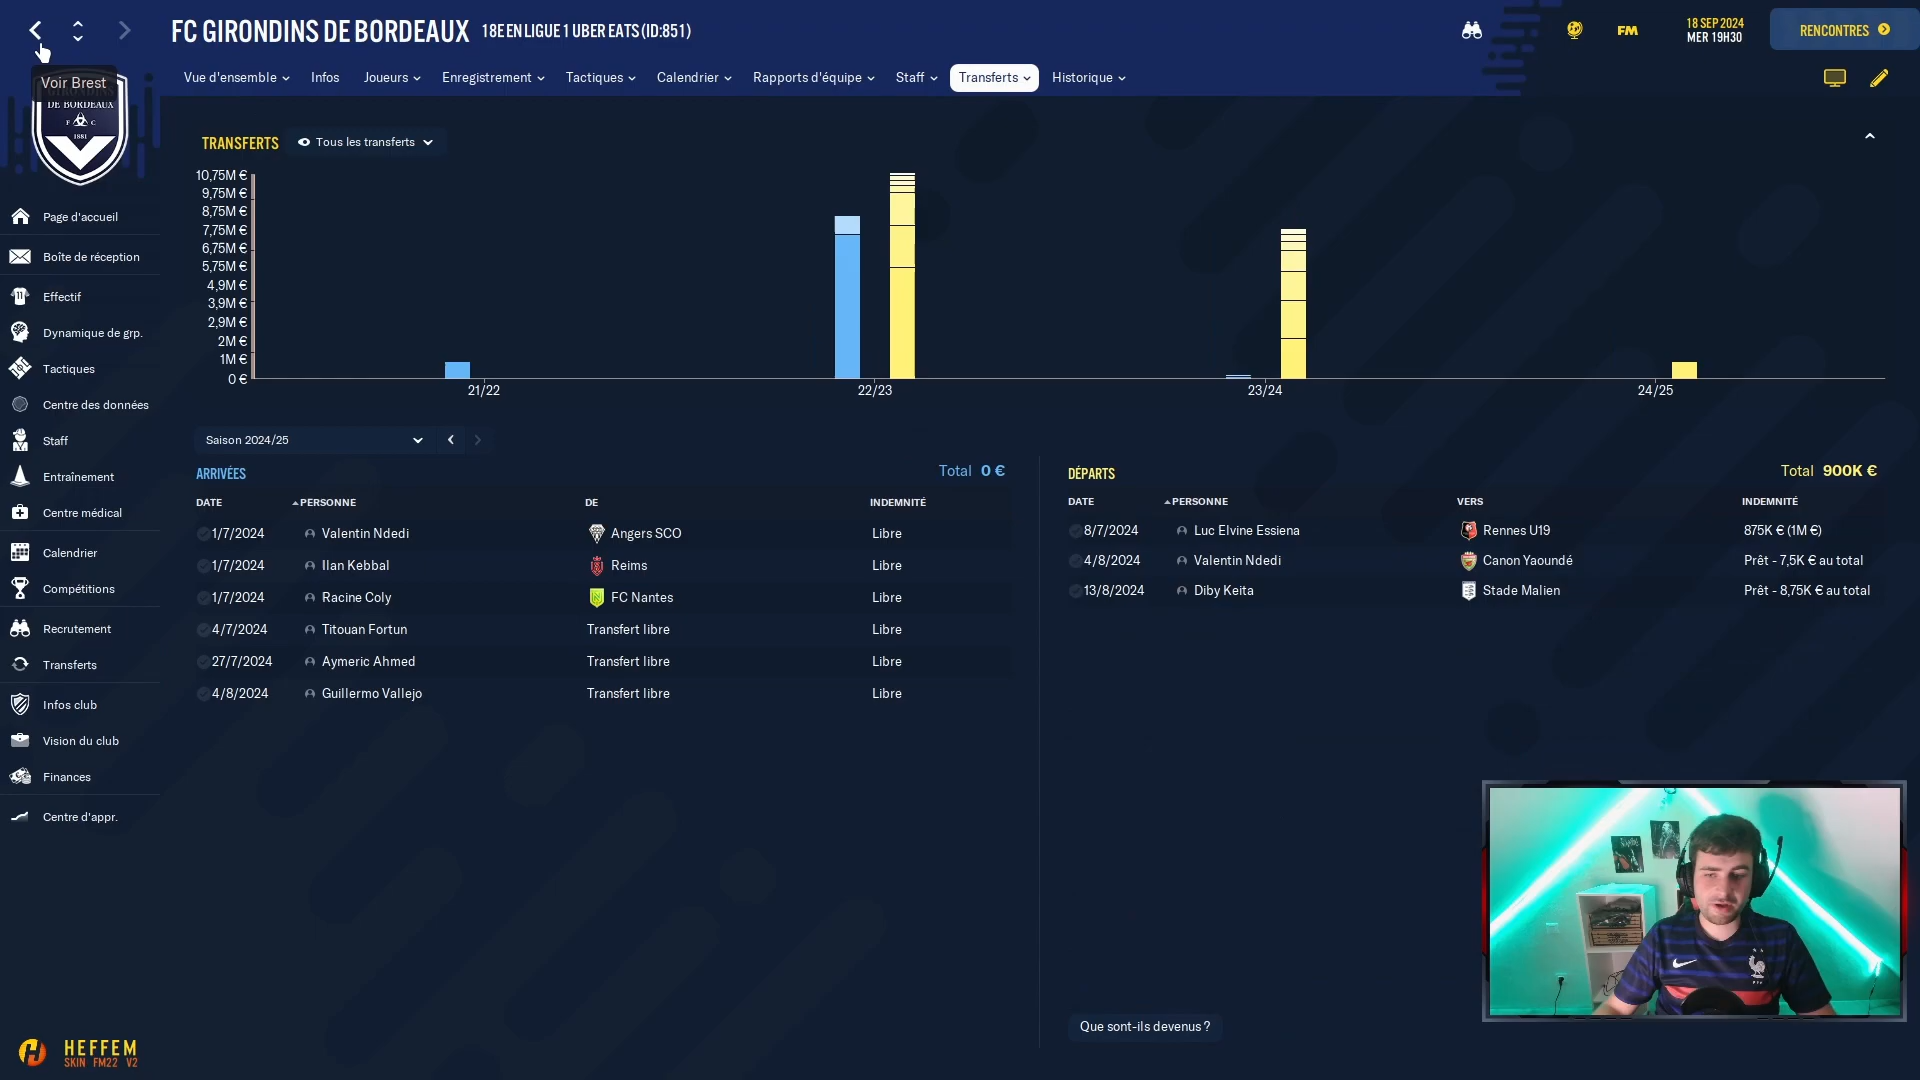 FC GIRONDINS DE BORDEAUX 18E EN LIGUE 1 UBER EATS (ID:851)
FM
18 SEP 2024
MER 19H30
RENCONTRES
Voir Brest
Vue d'ensemble
Infos
Joueurs
Enregistrement
Tactiques
Calendrier
Rapports d'équipe
Staff
Transferts
Historique
DE BORDEAUX
F C
1881
Page d'accueil
Boîte de réception
Effectif
Dynamique de grp.
Tactiques
Centre des données
Staff
Entraînement
Centre médical
Calendrier
Compétitions
Recrutement
Transferts
Infos club
Vision du club
Finances
Centre d'appr.
HEFFEM
SKIN FM22 V2
TRANSFERTS
Tous les transferts
10,75M €
9,75M €
8,75M €
7,75M €
6,75M €
5,75M €
4,9M €
3,9M €
2,9M €
2M €
1M €
0 €
21/22
22/23
23/24
24/25
Saison 2024/25
ARRIVÉES
Total 0 €
DATE PERSONNE DE INDEMNITÉ
1/7/2024 Valentin Ndedi Angers SCO Libre
1/7/2024 Ilan Kebbal Reims Libre
1/7/2024 Racine Coly FC Nantes Libre
4/7/2024 Titouan Fortun Transfert libre Libre
27/7/2024 Aymeric Ahmed Transfert libre Libre
4/8/2024 Guillermo Vallejo Transfert libre Libre
DÉPARTS
Total 900K €
DATE PERSONNE VERS INDEMNITÉ
8/7/2024 Luc Elvine Essiena Rennes U19 875K € (1M €)
4/8/2024 Valentin Ndedi Canon Yaoundé Prêt - 7,5K € au total
13/8/2024 Diby Keita Stade Malien Prêt - 8,75K € au total
Que sont-ils devenus ?